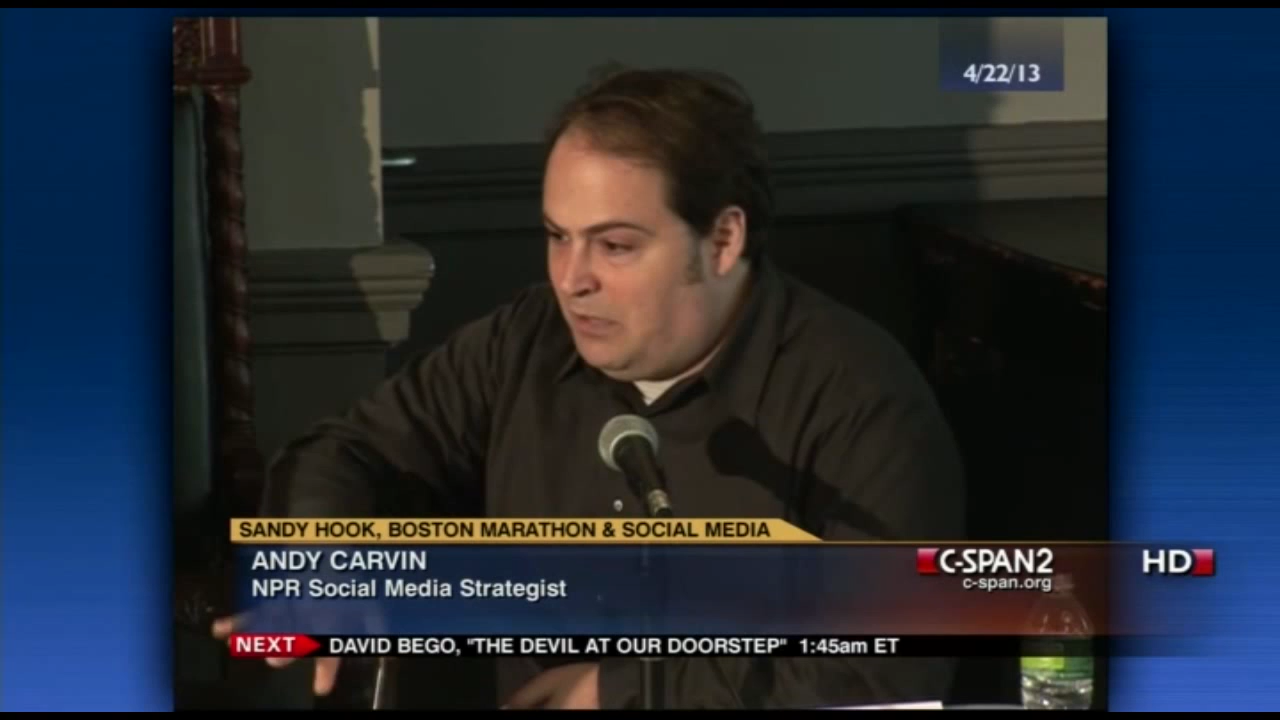 4/22/13
SANDY HOOK, BOSTON MARATHON & SOCIAL MEDIA
ANDY CARVIN
NPR Social Media Strategist
C-SPAN2
c-span.org
HD
NEXT
DAVID BEGO, "THE DEVIL AT OUR DOORSTEP" 1:45am ET